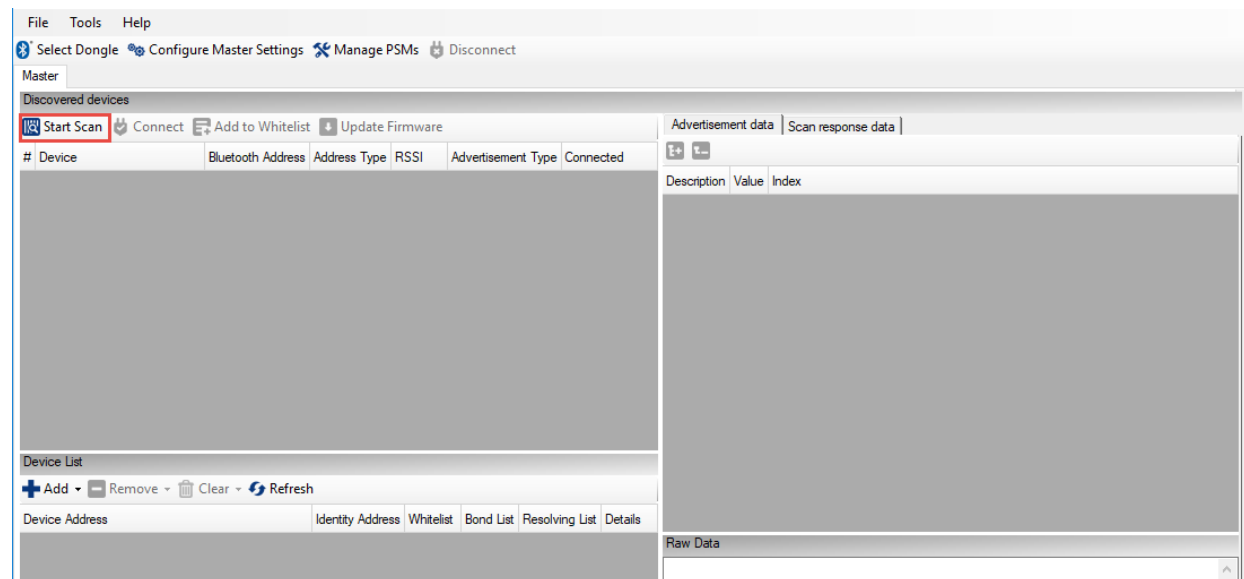 File Tools Help
Select Dongle Configure Master Settings Manage PSMs Disconnect
Master
Discovered devices
Start Scan Connect Add to Whitelist Update Firmware
# Device Bluetooth Address Address Type RSSI Advertisement Type Connected
Advertisement data Scan response data
Description Value Index
Device List
Add Remove Clear Refresh
Device Address Identity Address Whitelist Bond List Resolving List Details
Raw Data